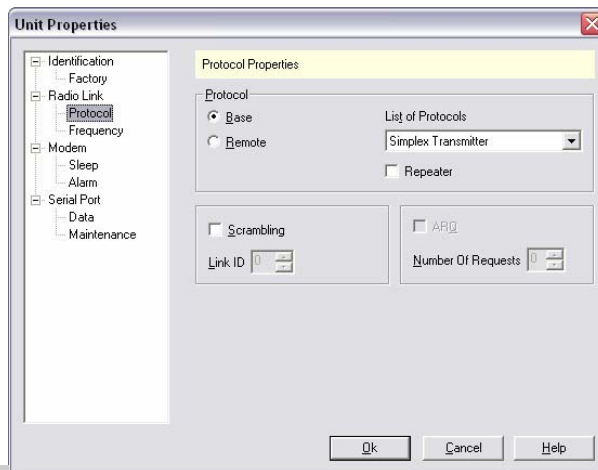 Unit Properties
Identification
Factory
Radio Link
Protocol
Frequency
Modem
Sleep
Alarm
Serial Port
Data
Maintenance
Protocol Properties
Protocol
Base
Remote
List of Protocols
Simplex Transmitter
Repeater
Scrambling
Link ID 0
ARQ
Number Of Requests 0
Ok Cancel Help